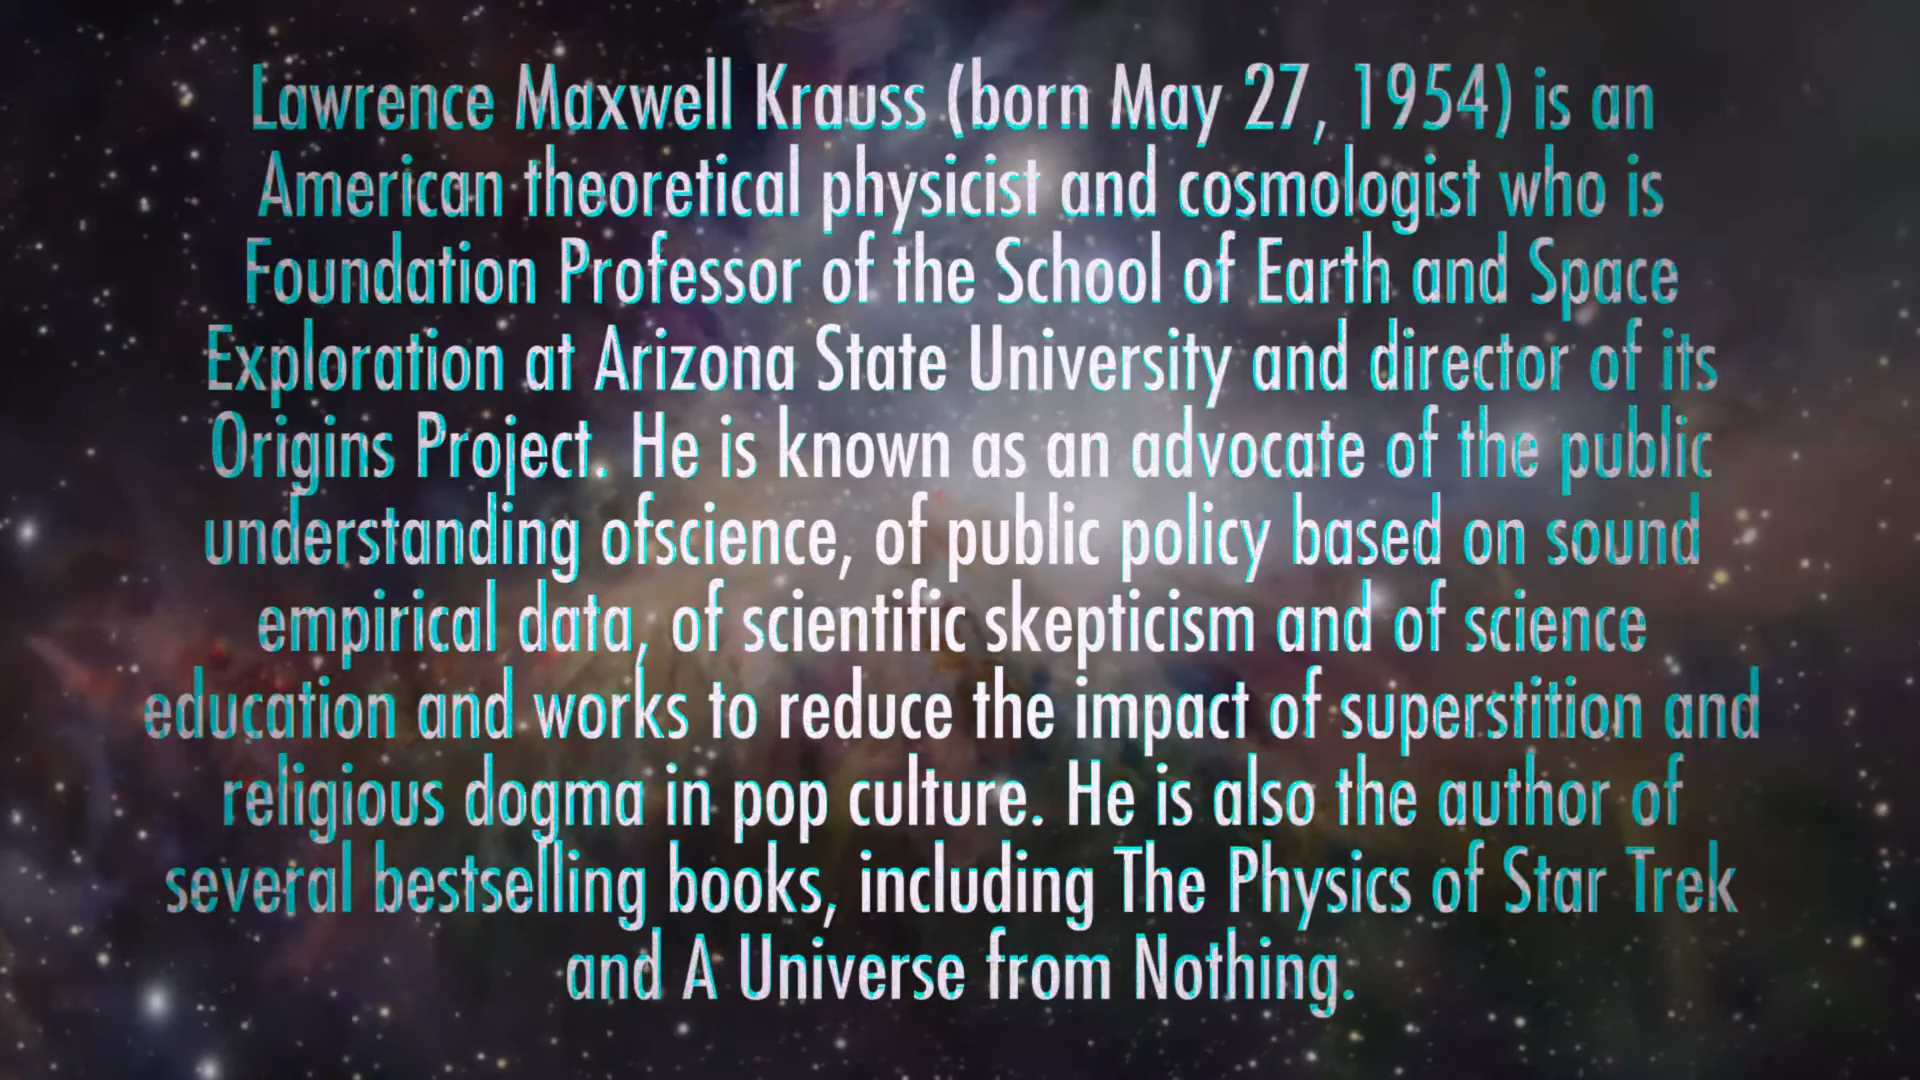 Lawrence Maxwell Krauss (born May 27, 1954) is an
American theoretical physicist and cosmologist who is
Foundation Professor of the School of Earth and Space
Exploration at Arizona State University and director of its
Origins Project. He is known as an advocate of the public
understanding ofscience, of public policy based on sound
empirical data, of scientific skepticism and of science
education and works to reduce the impact of superstition and
religious dogma in pop culture. He is also the author of
several bestselling books, including The Physics of Star Trek
and A Universe from Nothing.